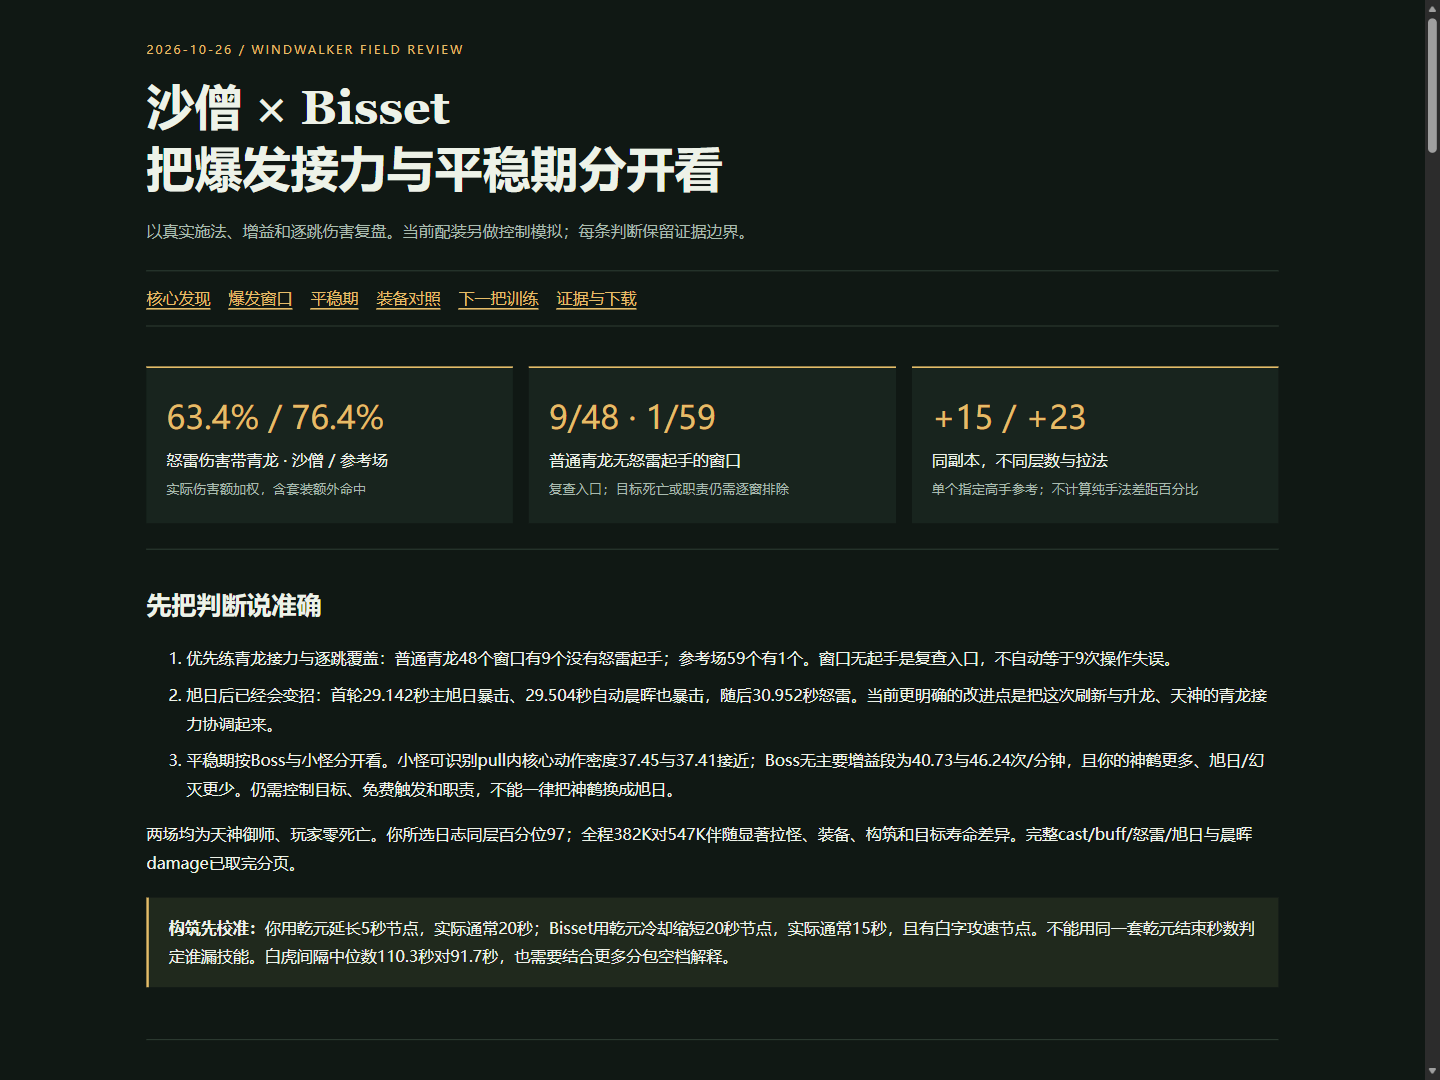 2026-10-26 / WINDWALKER FIELD REVIEW
沙僧 × Bisset
把爆发接力与平稳期分开看
以真实施法、增益和逐跳伤害复盘。当前配装另做控制模拟；每条判断保留证据边界。
核心发现 爆发窗口 平稳期 装备对照 下一把训练 证据与下载
63.4% / 76.4%
怒雷伤害带青龙 · 沙僧 / 参考场
实际伤害额加权，含套装额外命中
9/48 · 1/59
普通青龙无怒雷起手的窗口
复查入口；目标死亡或职责仍需逐窗排除
+15 / +23
同副本，不同层数与拉法
单个指定高手参考；不计算纯手法差距百分比
先把判断说准确
1. 优先练青龙接力与逐跳覆盖：普通青龙48个窗口有9个没有怒雷起手；参考场59个有1个。窗口无起手是复查入口，不自动等于9次操作失误。
2. 旭日后已经会变招：首轮29.142秒主旭日暴击、29.504秒自动晨晖也暴击，随后30.952秒怒雷。当前更明确的改进点是把这次刷新与升龙、天神的青龙接
力协调起来。
3. 平稳期按Boss与小怪分开看。小怪可识别pull内核心动作密度37.45与37.41接近；Boss无主要增益段为40.73与46.24次/分钟，且你的神鹤更多、旭日/幻
灭更少。仍需控制目标、免费触发和职责，不能一律把神鹤换成旭日。
两场均为天神御师、玩家零死亡。你所选日志同层百分位97；全程382K对547K伴随显著拉怪、装备、构筑和目标寿命差异。完整cast/buff/怒雷/旭日与晨晖
damage已取完分页。
构筑先校准：你用乾元延长5秒节点，实际通常20秒；Bisset用乾元冷却缩短20秒节点，实际通常15秒，且有白字攻速节点。不能用同一套乾元结束秒数判
定谁漏技能。白虎间隔中位数110.3秒对91.7秒，也需要结合更多分包空档解释。